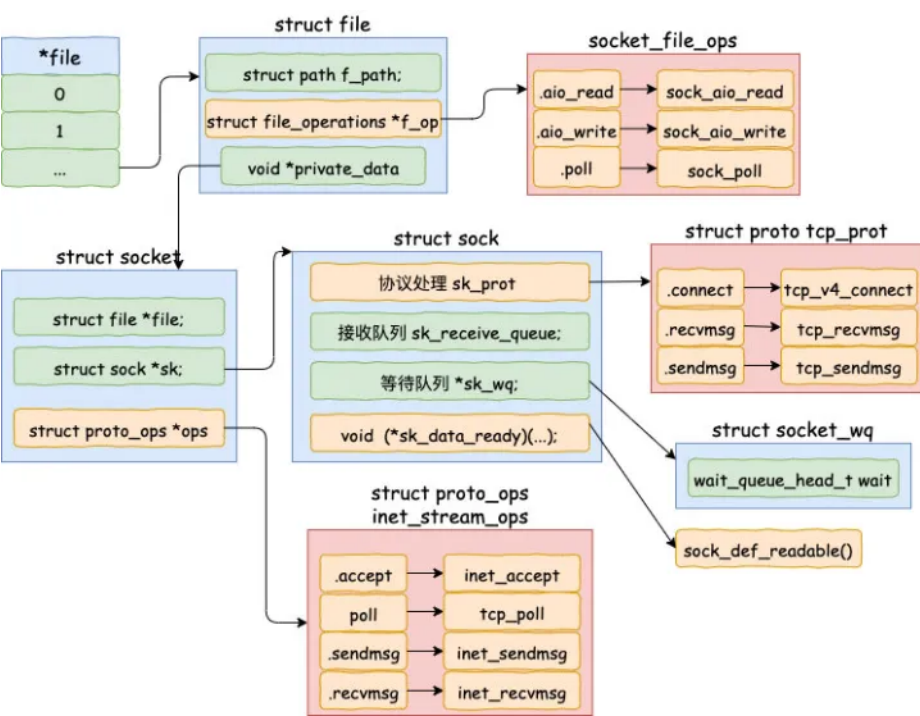 struct file
*file
0
1
...
struct path f_path;
struct file_operations *f_op
void *private_data
socket_file_ops
.aio_read
sock_aio_read
.aio_write
sock_aio_write
.poll
sock_poll
struct socket
struct file *file;
struct sock *sk;
struct proto_ops *ops
struct sock
协议处理 sk_prot
接收队列 sk_receive_queue;
等待队列 *sk_wq;
void (*sk_data_ready)(...);
struct proto tcp_prot
.connect
tcp_v4_connect
.recvmsg
tcp_recvmsg
.sendmsg
tcp_sendmsg
struct socket_wq
wait_queue_head_t wait
sock_def_readable()
struct proto_ops
inet_stream_ops
.accept
inet_accept
poll
tcp_poll
.sendmsg
inet_sendmsg
.recvmsg
inet_recvmsg